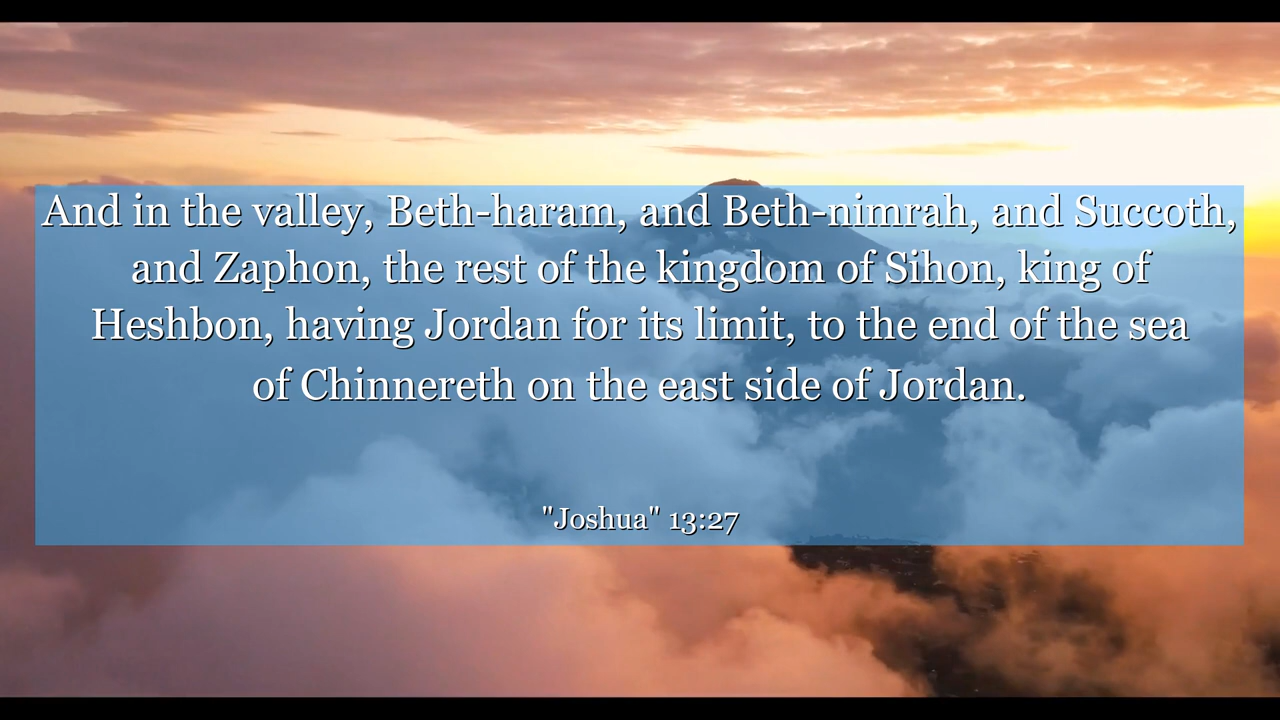 And in the valley, Beth-haram, and Beth-nimrah, and Succoth,
and Zaphon, the rest of the kingdom of Sihon, king of
Heshbon, having Jordan for its limit, to the end of the sea
of Chinnereth on the east side of Jordan.
"Joshua" 13:27